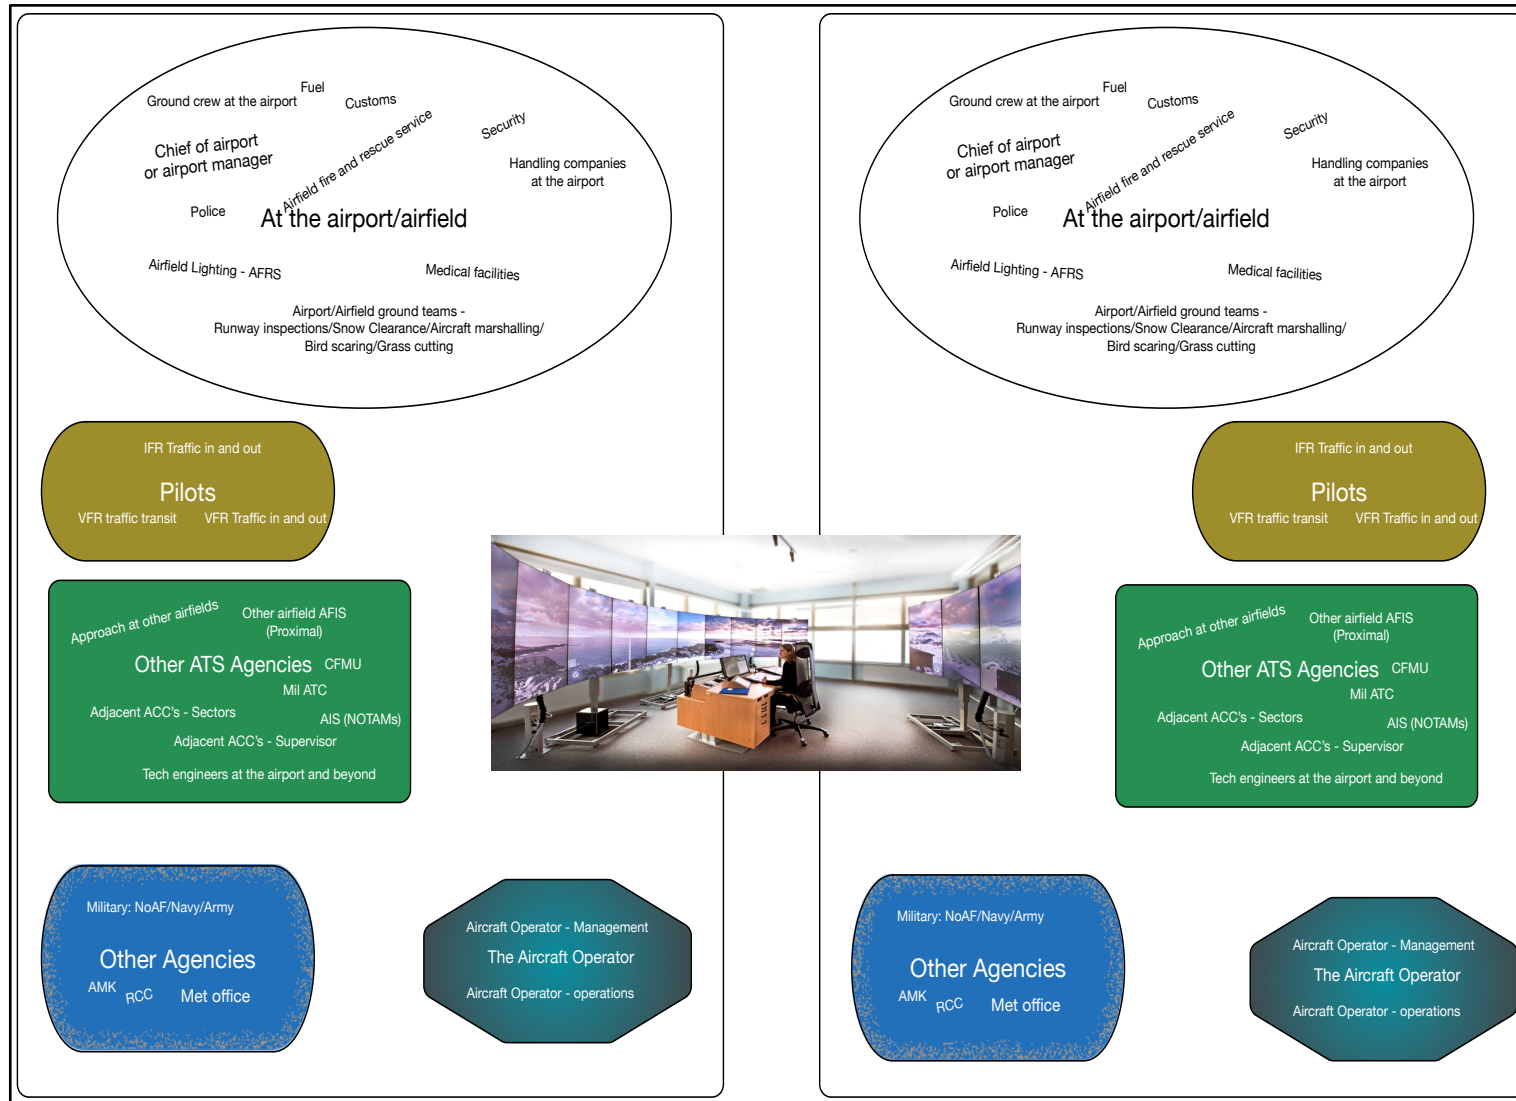 Fuel
Ground crew at the airport
Customs
Airfield fire and rescue service
Security
Chief of airport
or airport manager
Handling companies
at the airport
Police
At the airport/airfield
Airfield Lighting - AFRS
Medical facilities
Airport/Airfield ground teams -
Runway inspections/Snow Clearance/Aircraft marshalling/
Bird scaring/Grass cutting
IFR Traffic in and out
Pilots
VFR traffic transit
VFR Traffic in and out
Approach at other airfields
Other airfield AFIS
(Proximal)
Other ATS Agencies
CFMU
Mil ATC
Adjacent ACC's - Sectors
AIS (NOTAMs)
Adjacent ACC's - Supervisor
Tech engineers at the airport and beyond
Military: NoAF/Navy/Army
Other Agencies
AMK
RCC
Met office
Aircraft Operator - Management
The Aircraft Operator
Aircraft Operator - operations
Fuel
Ground crew at the airport
Customs
Airfield fire and rescue service
Security
Chief of airport
or airport manager
Handling companies
at the airport
Police
At the airport/airfield
Airfield Lighting - AFRS
Medical facilities
Airport/Airfield ground teams -
Runway inspections/Snow Clearance/Aircraft marshalling/
Bird scaring/Grass cutting
IFR Traffic in and out
Pilots
VFR traffic transit
VFR Traffic in and out
Approach at other airfields
Other airfield AFIS
(Proximal)
Other ATS Agencies
CFMU
Mil ATC
Adjacent ACC's - Sectors
AIS (NOTAMs)
Adjacent ACC's - Supervisor
Tech engineers at the airport and beyond
Military: NoAF/Navy/Army
Other Agencies
AMK
RCC
Met office
Aircraft Operator - Management
The Aircraft Operator
Aircraft Operator - operations